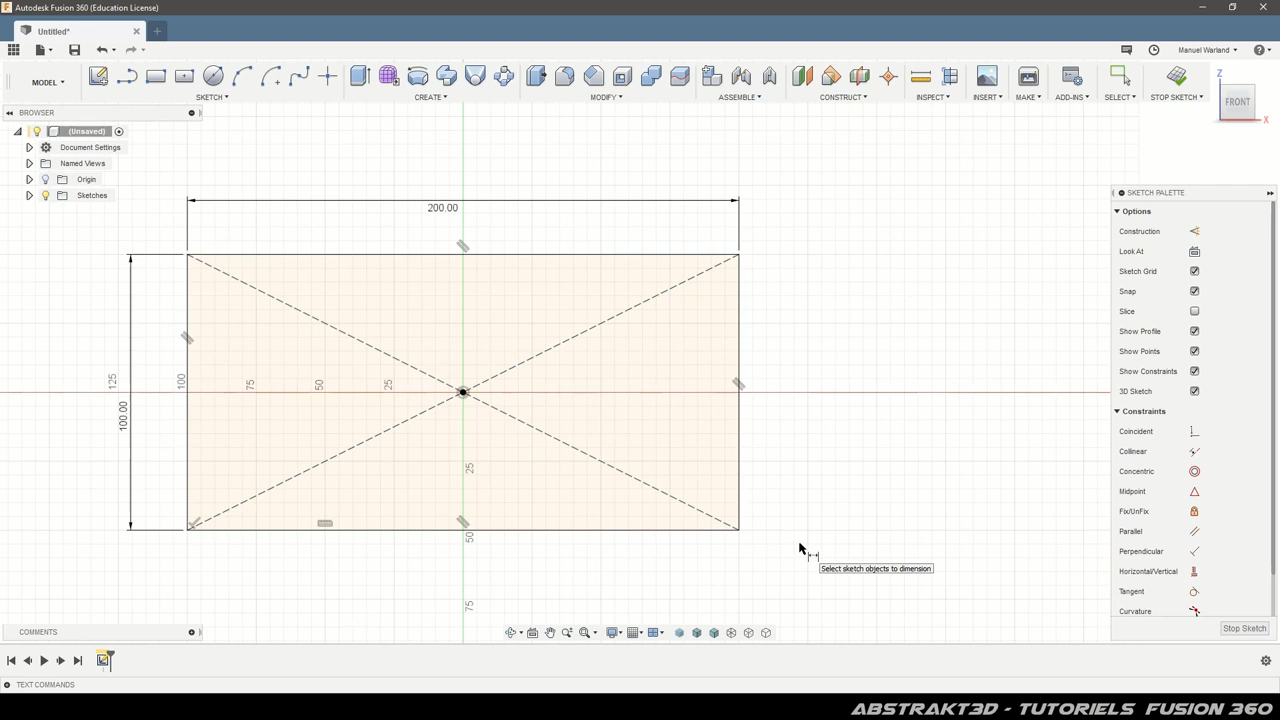 Autodesk Fusion 360 (Education License)
Untitled*
Manuel Warland
MODEL
SKETCH
CREATE
MODIFY
ASSEMBLE
CONSTRUCT
INSPECT
INSERT
MAKE
ADD-INS
SELECT
STOP SKETCH
Z
FRONT
X
BROWSER
(Unsaved)
Document Settings
Named Views
Origin
Sketches
200.00
125
100
75
50
25
100.00
25
50
75
Select sketch objects to dimension
SKETCH PALETTE
Options
Construction
Look At
Sketch Grid
Snap
Slice
Show Profile
Show Points
Show Constraints
3D Sketch
Constraints
Coincident
Collinear
Concentric
Midpoint
Fix/UnFix
Parallel
Perpendicular
Horizontal/Vertical
Tangent
Curvature
Stop Sketch
COMMENTS
TEXT COMMANDS
ABSTRAKT3D - TUTORIELS FUSION 360